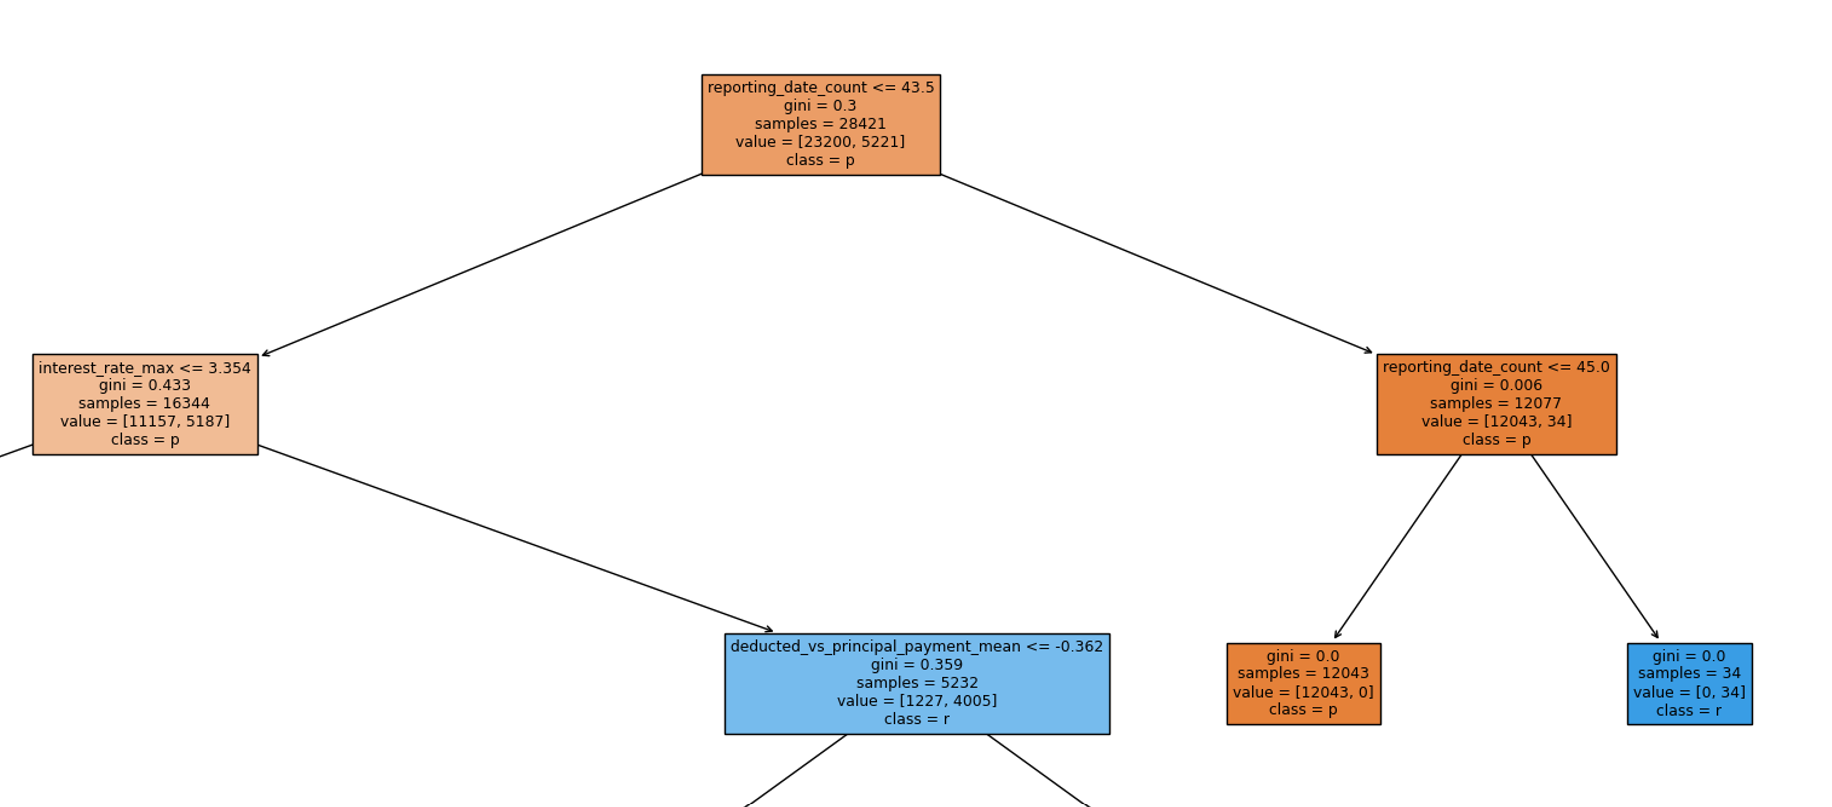 reporting_date_count <= 43.5
gini = 0.3
samples = 28421
value = [23200, 5221]
class = p
interest_rate_max <= 3.354
gini = 0.433
samples = 16344
value = [11157, 5187]
class = p
reporting_date_count <= 45.0
gini = 0.006
samples = 12077
value = [12043, 34]
class = p
deducted_vs_principal_payment_mean <= -0.362
gini = 0.359
samples = 5232
value = [1227, 4005]
class = r
gini = 0.0
samples = 12043
value = [12043, 0]
class = p
gini = 0.0
samples = 34
value = [0, 34]
class = r